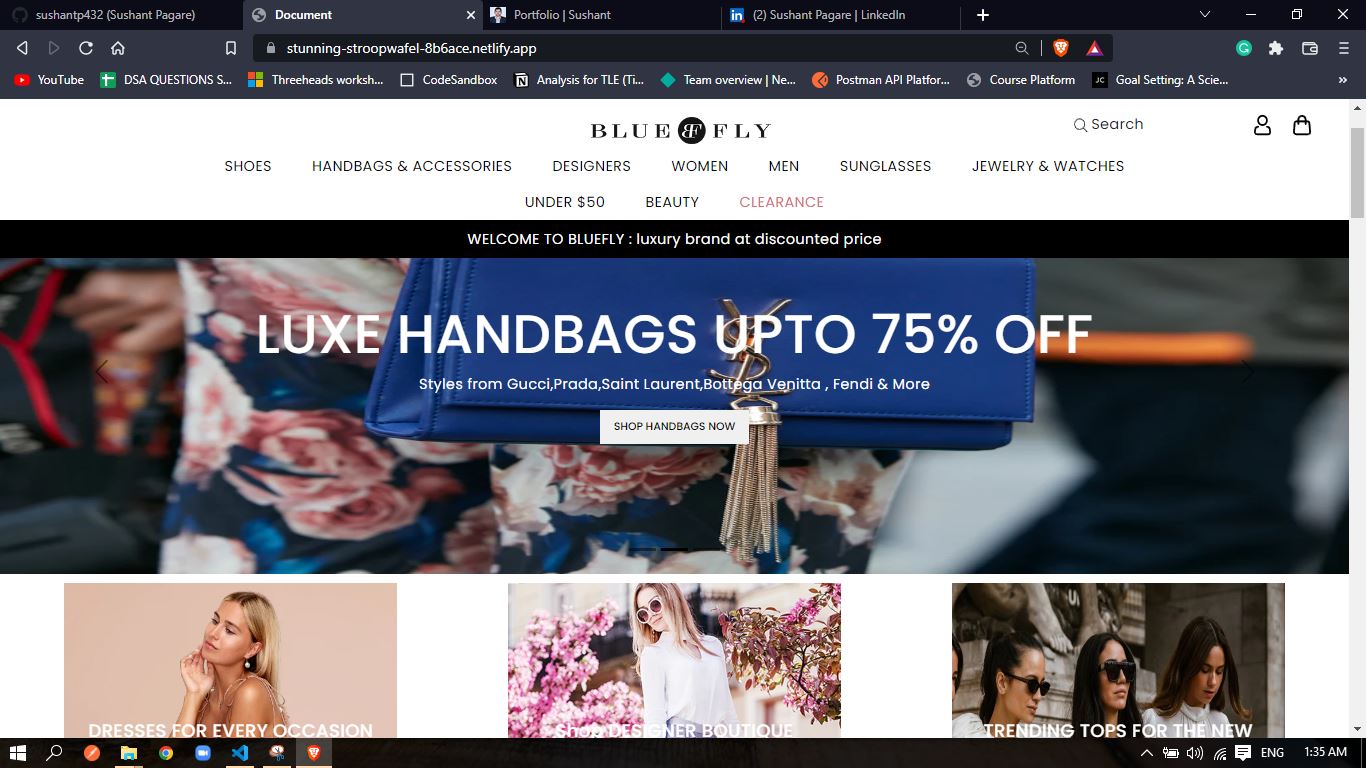 sushantp432 (Sushant Pagare)
Document
Portfolio | Sushant
(2) Sushant Pagare | LinkedIn
stunning-stroopwafel-8b6ace.netlify.app
YouTube
DSA QUESTIONS S...
Threeheads worksh...
CodeSandbox
Analysis for TLE (Ti...
Team overview | Ne...
Postman API Platfor...
Course Platform
JC
Goal Setting: A Scie...
BLUE BF FLY
Search
SHOES HANDBAGS & ACCESSORIES DESIGNERS WOMEN MEN SUNGLASSES JEWELRY & WATCHES
UNDER $50 BEAUTY CLEARANCE
WELCOME TO BLUEFLY : luxury brand at discounted price
LUXE HANDBAGS UPTO 75% OFF
Styles from Gucci,Prada,Saint Laurent,Bottega Venitta , Fendi & More
SHOP HANDBAGS NOW
DRESSES FOR EVERY OCCASION
Shop DESIGNER BOUTIQUE
TRENDING TOPS FOR THE NEW
ENG
1:35 AM